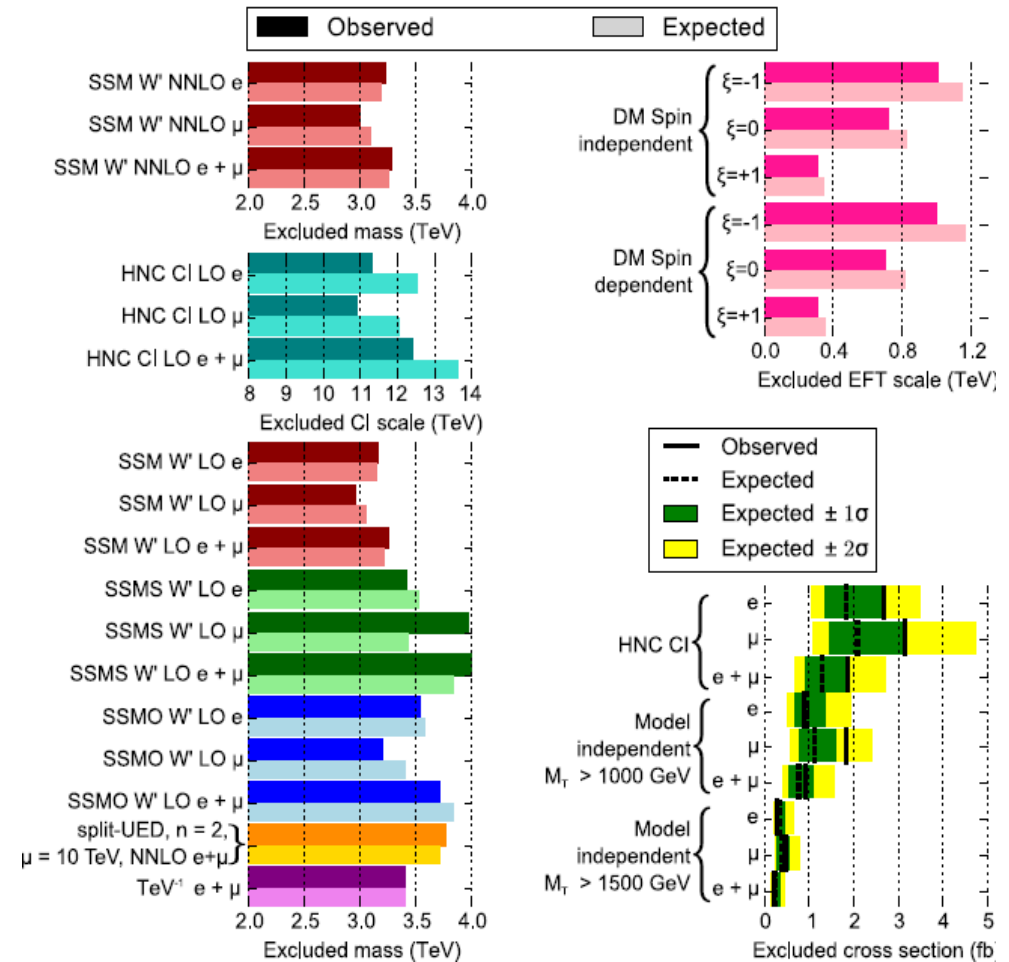 Observed
Expected
SSM W' NNLO e
SSM W' NNLO μ
SSM W' NNLO e + μ
2.0 2.5 3.0 3.5 4.0
Excluded mass (TeV)
HNC CI LO e
HNC CI LO μ
HNC CI LO e + μ
8 9 10 11 12 13 14
Excluded CI scale (TeV)
SSM W' LO e
SSM W' LO μ
SSM W' LO e + μ
SSMS W' LO e
SSMS W' LO μ
SSMS W' LO e + μ
SSMO W' LO e
SSMO W' LO μ
SSMO W' LO e + μ
split-UED, n = 2,
μ = 10 TeV, NNLO e+μ
TeV⁻¹ e + μ
2.0 2.5 3.0 3.5 4.0
Excluded mass (TeV)
DM Spin
independent
ξ=-1
ξ=0
ξ=+1
DM Spin
dependent
ξ=-1
ξ=0
ξ=+1
0.0 0.4 0.8 1.2
Excluded EFT scale (TeV)
Observed
Expected
Expected ± 1σ
Expected ± 2σ
HNC CI
e
μ
e + μ
Model
independent
M_T > 1000 GeV
e
μ
e + μ
Model
independent
M_T > 1500 GeV
e
μ
e + μ
0 1 2 3 4 5
Excluded cross section (fb)